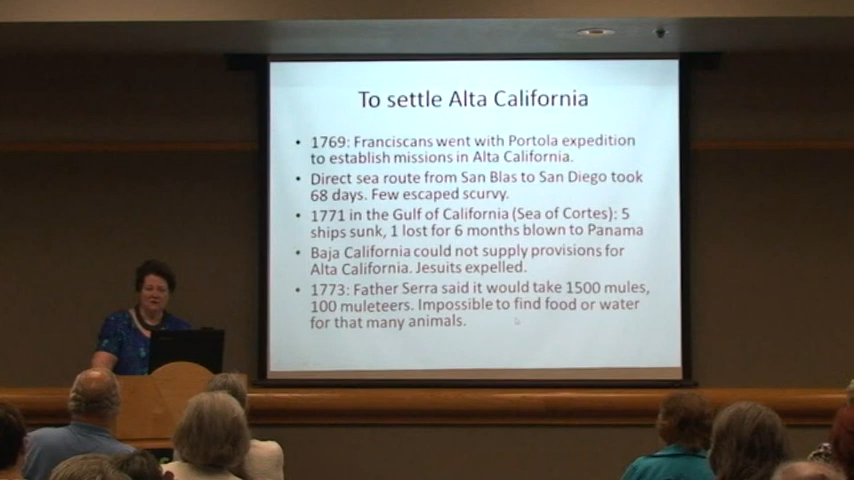 To settle Alta California
• 1769: Franciscans went with Portola expedition
to establish missions in Alta California.
• Direct sea route from San Blas to San Diego took
68 days. Few escaped scurvy.
• 1771 in the Gulf of California (Sea of Cortes): 5
ships sunk, 1 lost for 6 months blown to Panama
• Baja California could not supply provisions for
Alta California. Jesuits expelled.
• 1773: Father Serra said it would take 1500 mules,
100 muleteers. Impossible to find food or water
for that many animals.